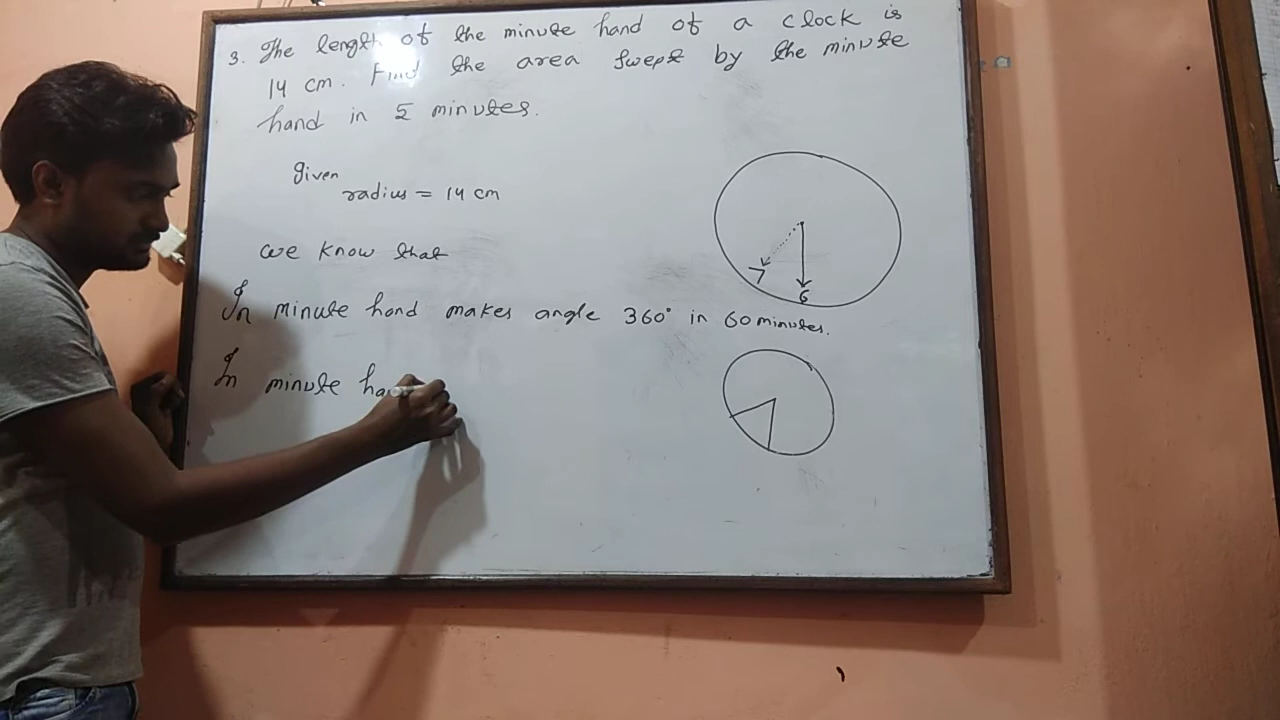 3. The length of the minute hand of a clock is
14 cm. Find the area swept by the minute
hand in 5 minutes.
given
radius = 14 cm
we know that
7
6
In minute hand makes angle 360° in 60 minutes.
In minute ha